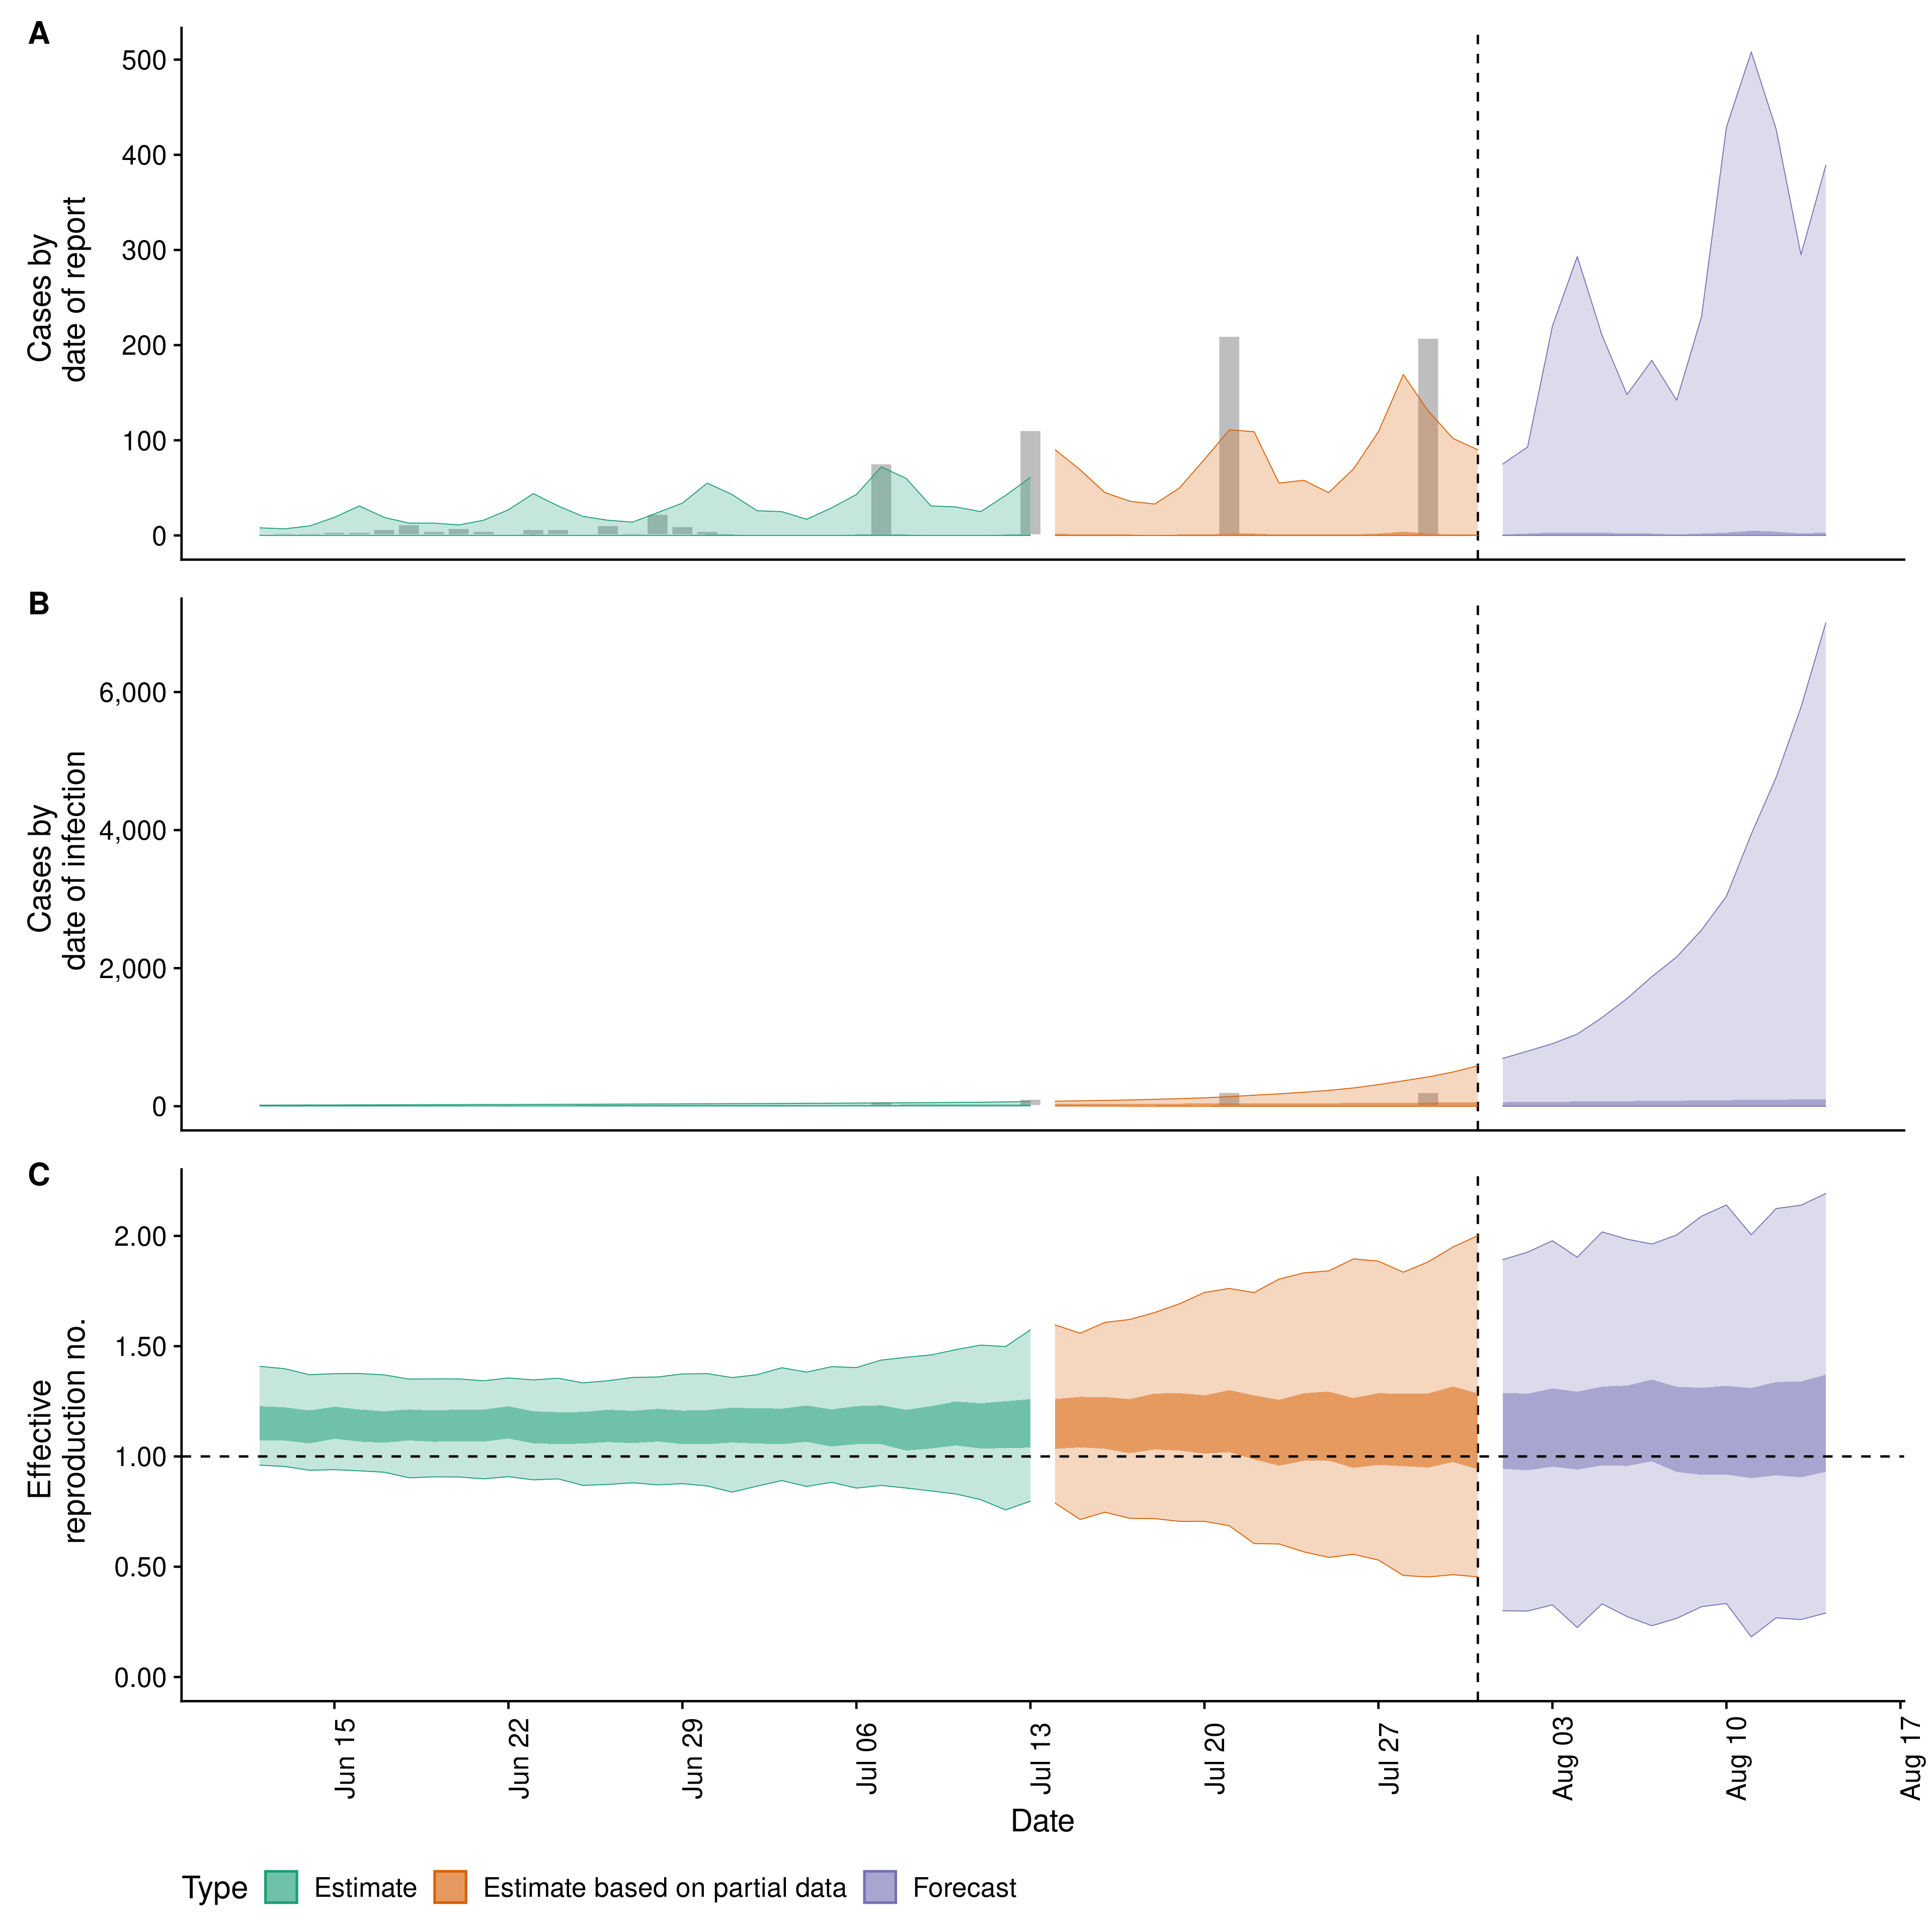 A
500
400
300
200
100
0
Cases by
date of report
B
6,000
4,000
2,000
0
Cases by
date of infection
C
2.00
1.50
1.00
0.50
0.00
Effective
reproduction no.
Jun 15
Jun 22
Jun 29
Jul 06
Jul 13
Jul 20
Jul 27
Aug 03
Aug 10
Aug 17
Date
Type Estimate Estimate based on partial data Forecast